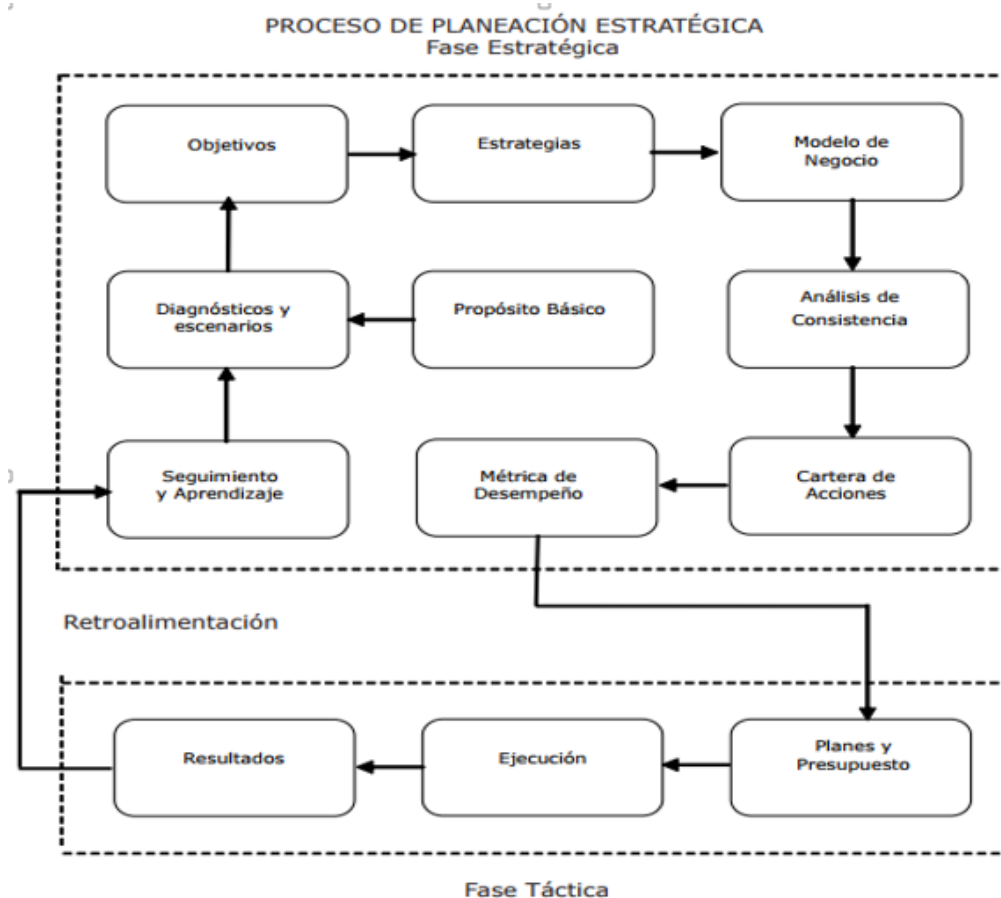 PROCESO DE PLANEACIÓN ESTRATÉGICA
Fase Estratégica
Objetivos
Estrategias
Modelo de
Negocio
Diagnósticos y
escenarios
Propósito Básico
Análisis de
Consistencia
Seguimiento
y Aprendizaje
Métrica de
Desempeño
Cartera de
Acciones
Retroalimentación
Resultados
Ejecución
Planes y
Presupuesto
Fase Táctica